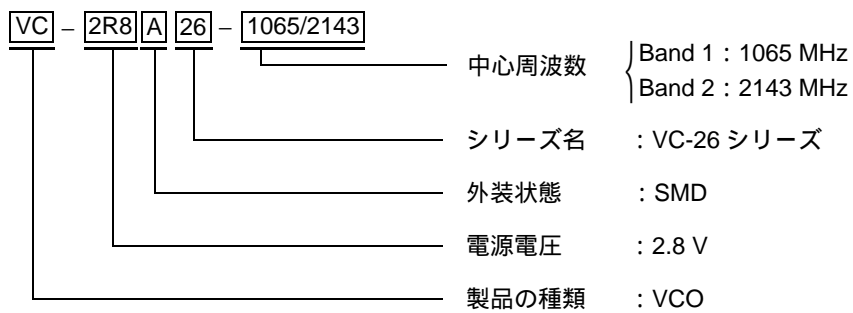 VC – 2R8 A 26 – 1065/2143
中心周波数 Band 1：1065 MHz
Band 2：2143 MHz
シリーズ名 ：VC-26 シリーズ
外装状態 ：SMD
電源電圧 ：2.8 V
製品の種類 ：VCO